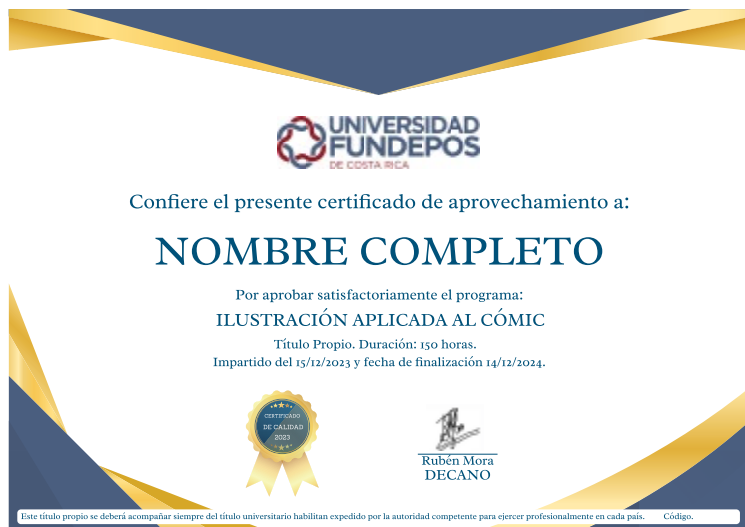 UNIVERSIDAD
FUNDEPOS
DE COSTA RICA
Confiere el presente certificado de aprovechamiento a:
NOMBRE COMPLETO
Por aprobar satisfactoriamente el programa:
ILUSTRACIÓN APLICADA AL CÓMIC
Título Propio. Duración: 150 horas.
Impartido del 15/12/2023 y fecha de finalización 14/12/2024.
CERTIFICADO
DE CALIDAD
2023
Rubén Mora
DECANO
Este título propio se deberá acompañar siempre del título universitario habilitan expedido por la autoridad competente para ejercer profesionalmente en cada país. Código.